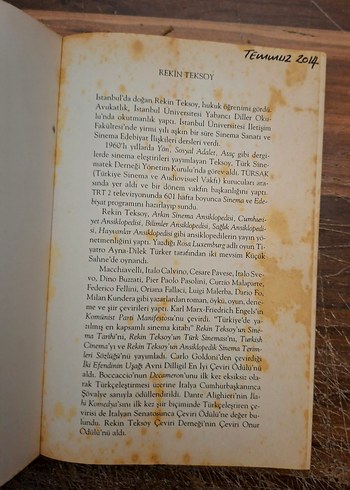 TEMMUZ 2014
REKİN TEKSOY
İstanbul'da doğan Rekin Teksoy, hukuk öğrenimi gördü.
Avukatlık, İstanbul Üniversitesi Yabancı Diller Oku-
lu'nda okutmanlık yaptı. İstanbul Üniversitesi İletişim
Fakültesi'nde yirmi yılı aşkın bir süre Sinema Sanatı ve
Sinema Edebiyat İlişkileri dersleri verdi.
1960'lı yıllarda Yön, Sosyal Adalet, Ataç gibi dergi-
lerde sinema eleştirileri yayımlayan Teksoy, Türk Sine-
matek Derneği Yönetim Kurulu'nda görev aldı. TÜRSAK
(Türkiye Sinema ve Audiovisuel Vakfı) kurucuları ara-
sında yer aldı ve bir dönem vakfın başkanlığını yaptı.
TRT 2 televizyonunda 601 hafta boyunca Sinema ve Ede-
biyat programını hazırlayıp sundu.
Rekin Teksoy, Arkın Sinema Ansiklopedisi, Cumhuri-
yet Ansiklopedisi, Bilimler Ansiklopedisi, Sağlık Ansiklopedi-
si, Hayvanlar Ansiklopedisi gibi ansiklopedilerin yayın yö-
netmenliğini yaptı. Yazdığı Rosa Luxemburg adlı oyun Ti-
yatro Ayna-Dilek Türker tarafından iki mevsim Küçük
Sahne'de oynandı.
Macchiavelli, Italo Calvino, Cesare Pavese, Italo Sve-
vo, Dino Buzzati, Pier Paolo Pasolini, Curzio Malaparte,
Federico Fellini, Oriana Fallaci, Luigi Malerba, Dario Fo,
Milan Kundera gibi yazarlardan roman, öykü, oyun, dene-
me ve şiir çevirileri yaptı. Karl Marx-Friedrich Engels'in
Komünist Parti Manifestosu'nu çevirdi. "Türkiye'de ya-
zılmış en kapsamlı sinema kitabı" Rekin Teksoy'un Sine-
ma Tarihi'ni, Rekin Teksoy'un Türk Sineması'nı, Turkish
Cinema'yı ve Rekin Teksoy'un Ansiklopedik Sinema Terim-
leri Sözlüğü'nü yayımladı. Carlo Goldoni'den çevirdiği
İki Efendinin Uşağı Avni Dilligil En İyi Çeviri Ödülü'nü
aldı. Boccaccio'nun Decameron'unu ilk kez eksiksiz ola-
rak Türkçeleştirmesi üzerine İtalya Cumhurbaşkanınca
Şövalye sanıyla ödüllendirildi. Dante Alighieri'nin İla-
hi Komedya'sını ilk kez şiir biçiminde Türkçeleştiren çe-
virisi de İtalyan Senatosunca Çeviri Ödülü'ne değer bu-
lundu. Rekin Teksoy Çeviri Derneği'nin Çeviri Onur
Ödülü'nü aldı.